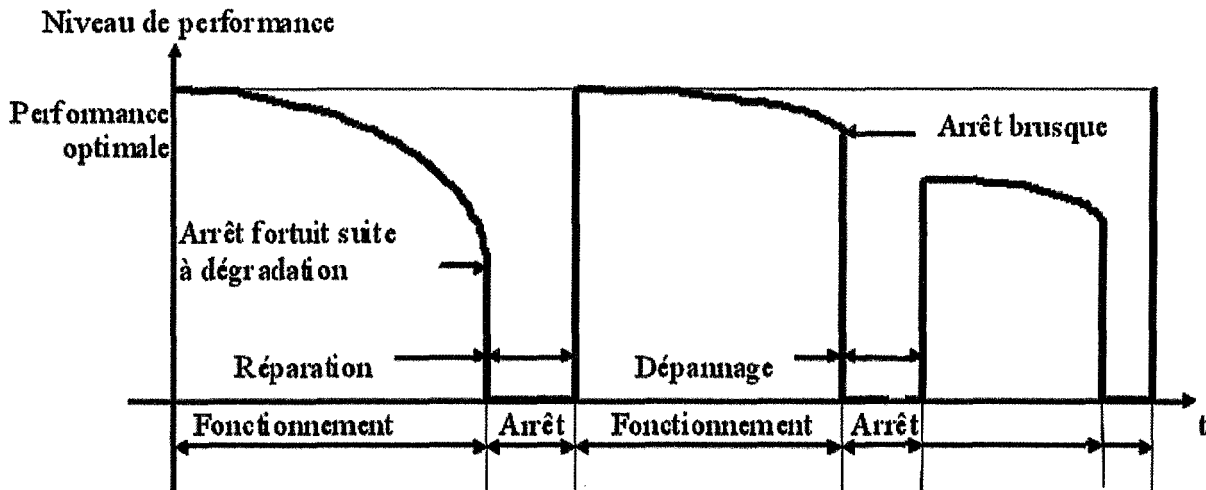 Niveau de performance
Performance
optimale
Arrêt brusque
Arrêt fortuit suite
à dégradation
Réparation
Dépannage
Fonctionnement
Arrêt
Fonctionnement
Arrêt
t